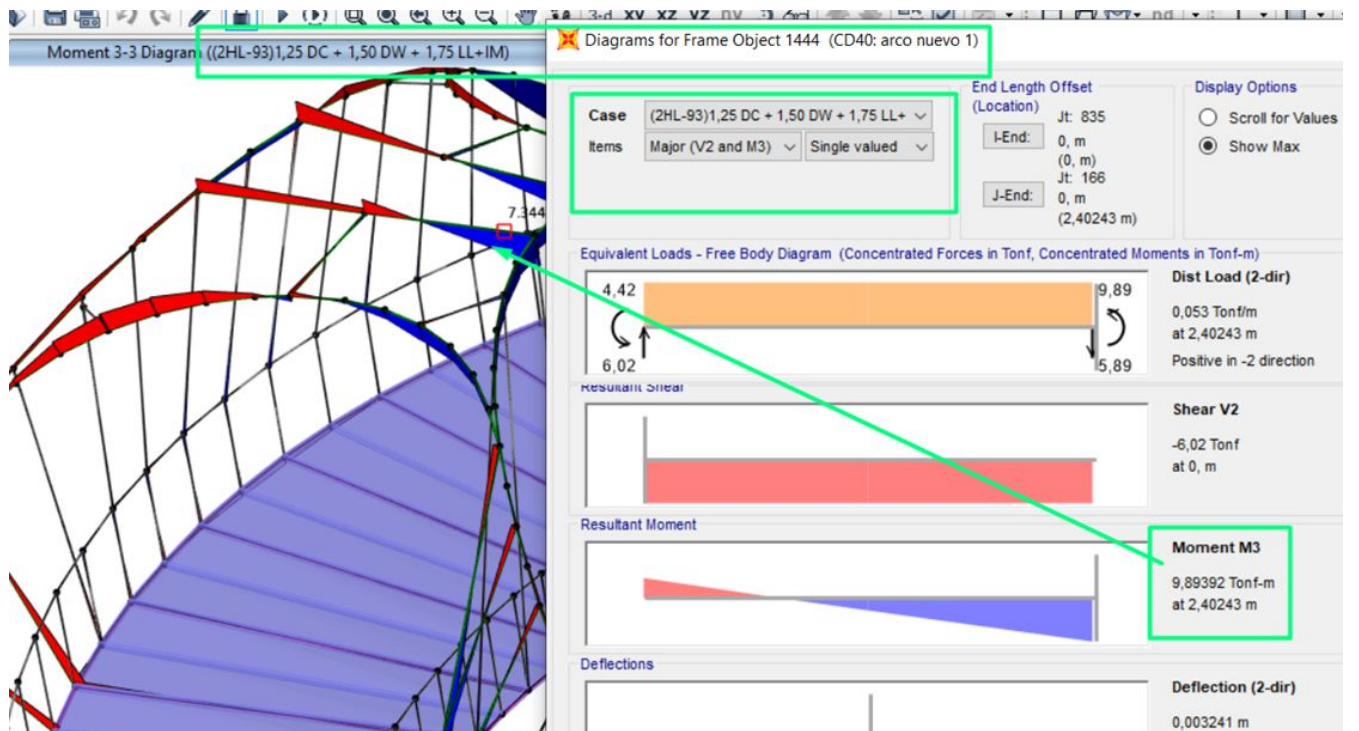 3-d XY XZ YZ nv
nd
Moment 3-3 Diagram ((2HL-93)1,25 DC + 1,50 DW + 1,75 LL+IM)
7.344
Diagrams for Frame Object 1444 (CD40: arco nuevo 1)
Case
(2HL-93)1,25 DC + 1,50 DW + 1,75 LL+
Items
Major (V2 and M3)
Single valued
End Length Offset
(Location)
Jt: 835
I-End:
0, m
(0, m)
Jt: 166
J-End:
0, m
(2,40243 m)
Display Options
Scroll for Values
Show Max
Equivalent Loads - Free Body Diagram (Concentrated Forces in Tonf, Concentrated Moments in Tonf-m)
4,42
9,89
6,02
5,89
Dist Load (2-dir)
0,053 Tonf/m
at 2,40243 m
Positive in -2 direction
Resultant Shear
Shear V2
-6,02 Tonf
at 0, m
Resultant Moment
Moment M3
9,89392 Tonf-m
at 2,40243 m
Deflections
Deflection (2-dir)
0,003241 m